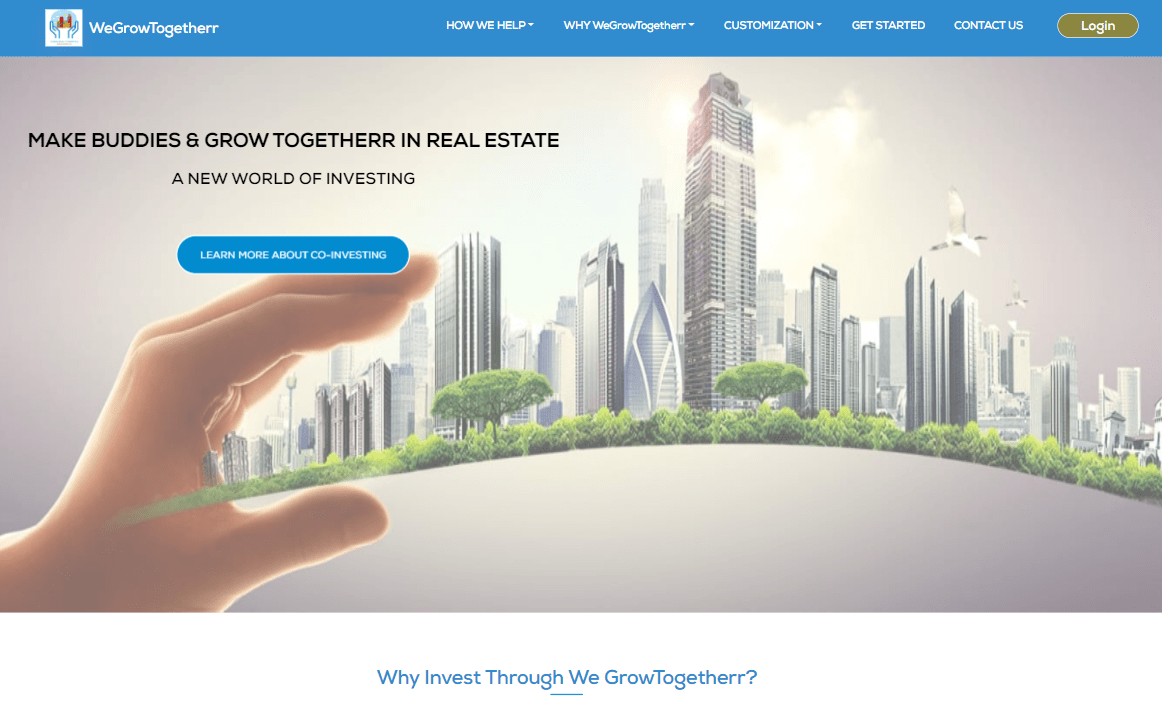 WeGrowTogetherr
HOW WE HELP
WHY WeGrowTogetherr
CUSTOMIZATION
GET STARTED
CONTACT US
Login
MAKE BUDDIES & GROW TOGETHERR IN REAL ESTATE
A NEW WORLD OF INVESTING
LEARN MORE ABOUT CO-INVESTING
Why Invest Through We GrowTogetherr?